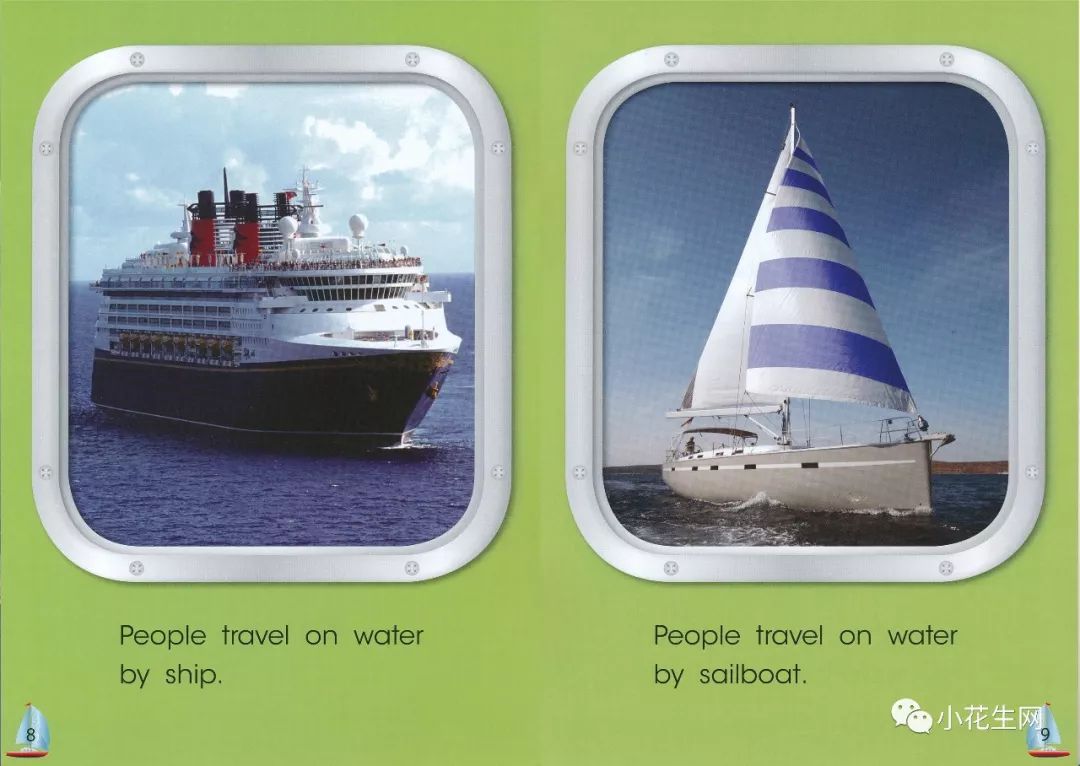 People travel on water
by ship.
8
People travel on water
by sailboat.
小花生网
9